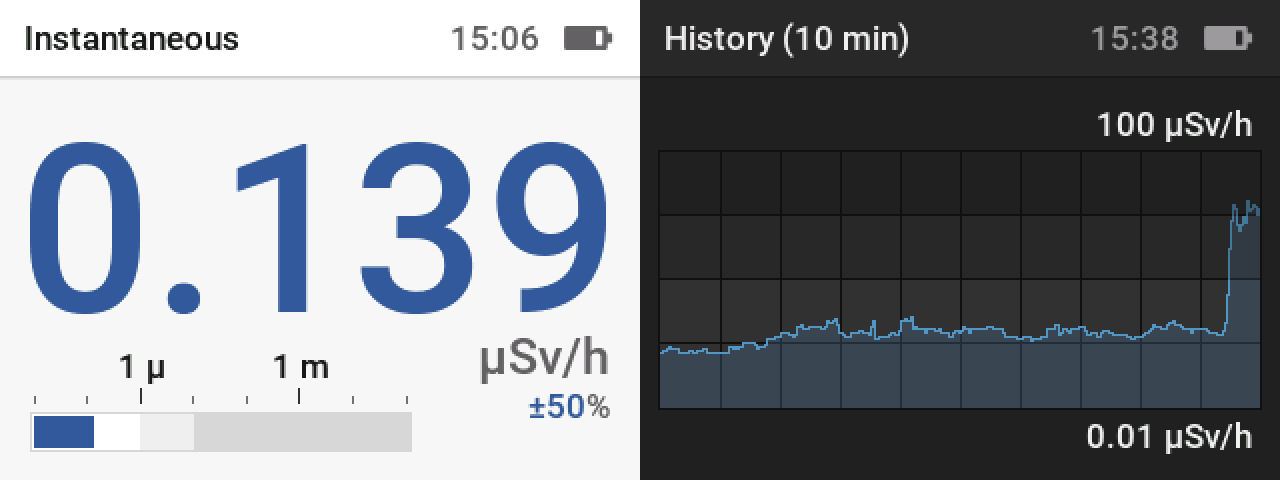 Instantaneous 15:06
0.139
µSv/h
1 µ 1 m
±50%
History (10 min) 15:38
100 µSv/h
0.01 µSv/h